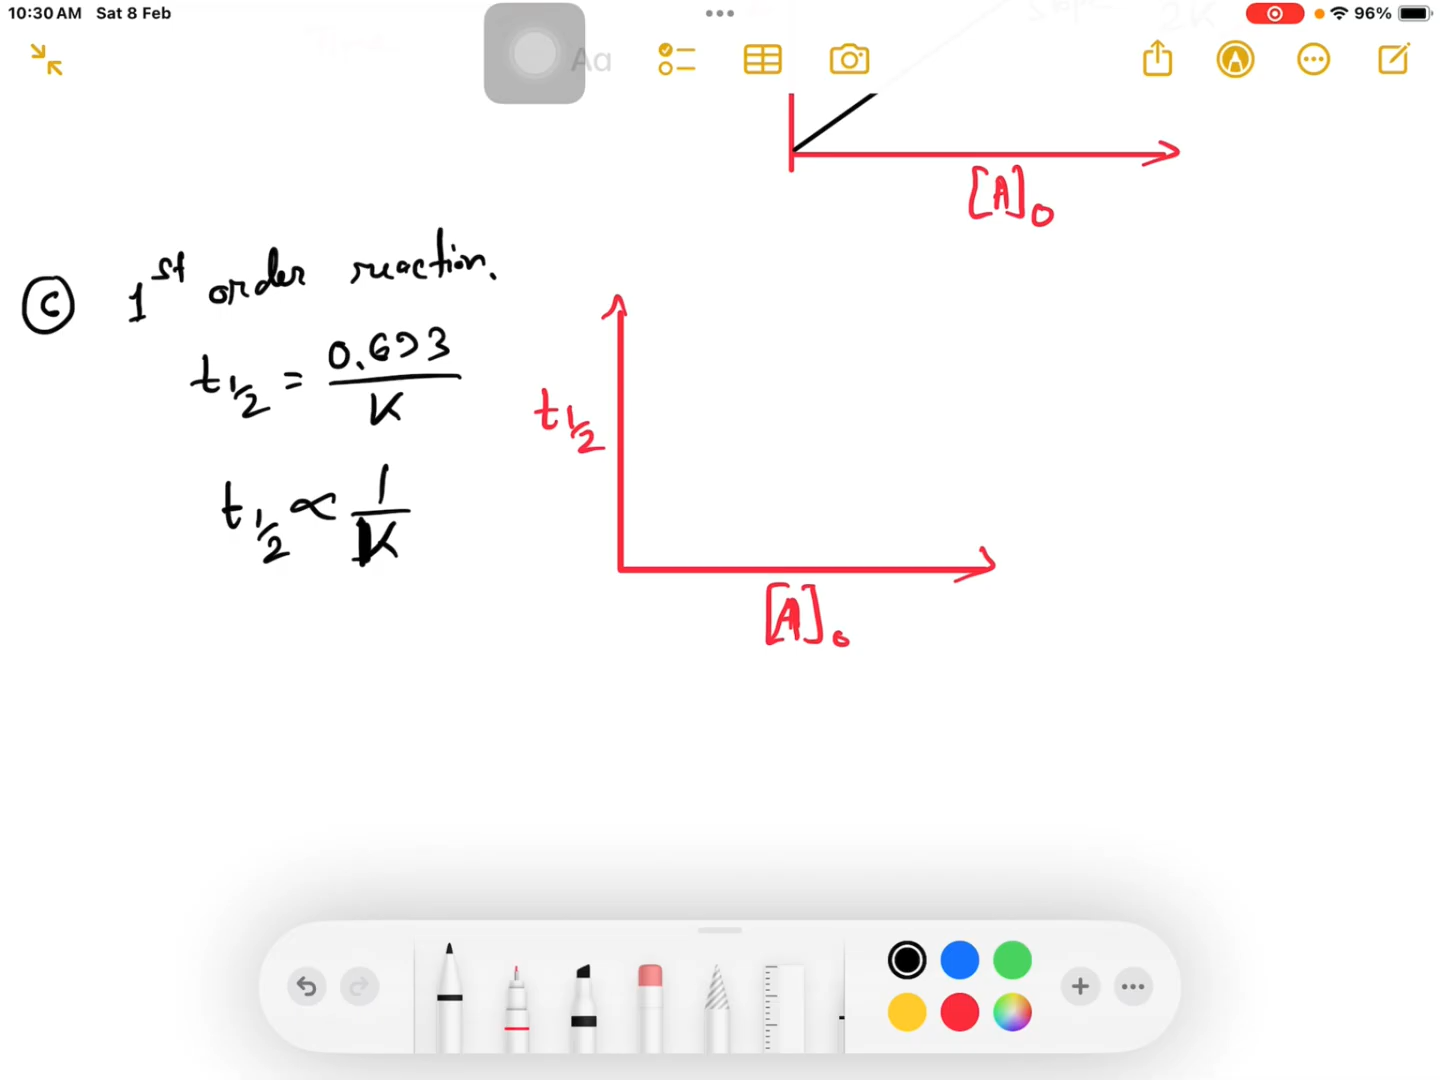 10:30 AM Sat 8 Feb
96%
Aa
[A]₀
Ⓒ 1st order reaction.
t1/2 = 0.693/K
t1/2
t1/2 ∝ 1/K
[A]₀